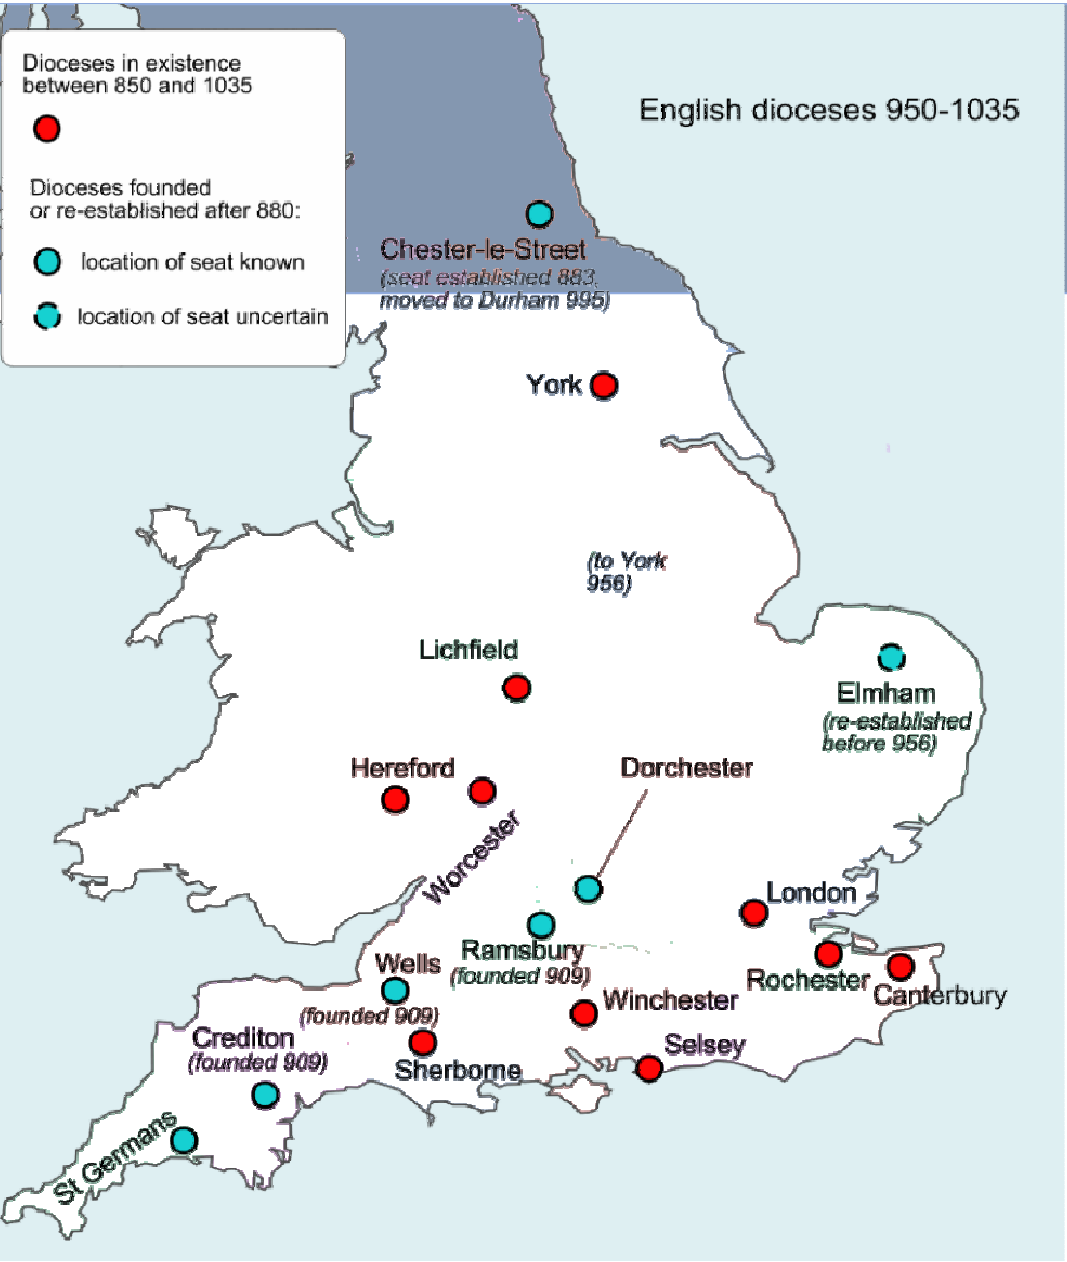 Dioceses in existence
between 850 and 1035
Dioceses founded
or re-established after 880:
location of seat known
location of seat uncertain
English dioceses 950-1035
Chester-le-Street
(seat established 883,
moved to Durham 995)
York
(to York
956)
Lichfield
Elmham
(re-established
before 956)
Hereford
Dorchester
Worcester
London
Ramsbury
(founded 909)
Wells
(founded 909)
Rochester
Canterbury
Winchester
Crediton
(founded 909)
Selsey
Sherborne
St Germans